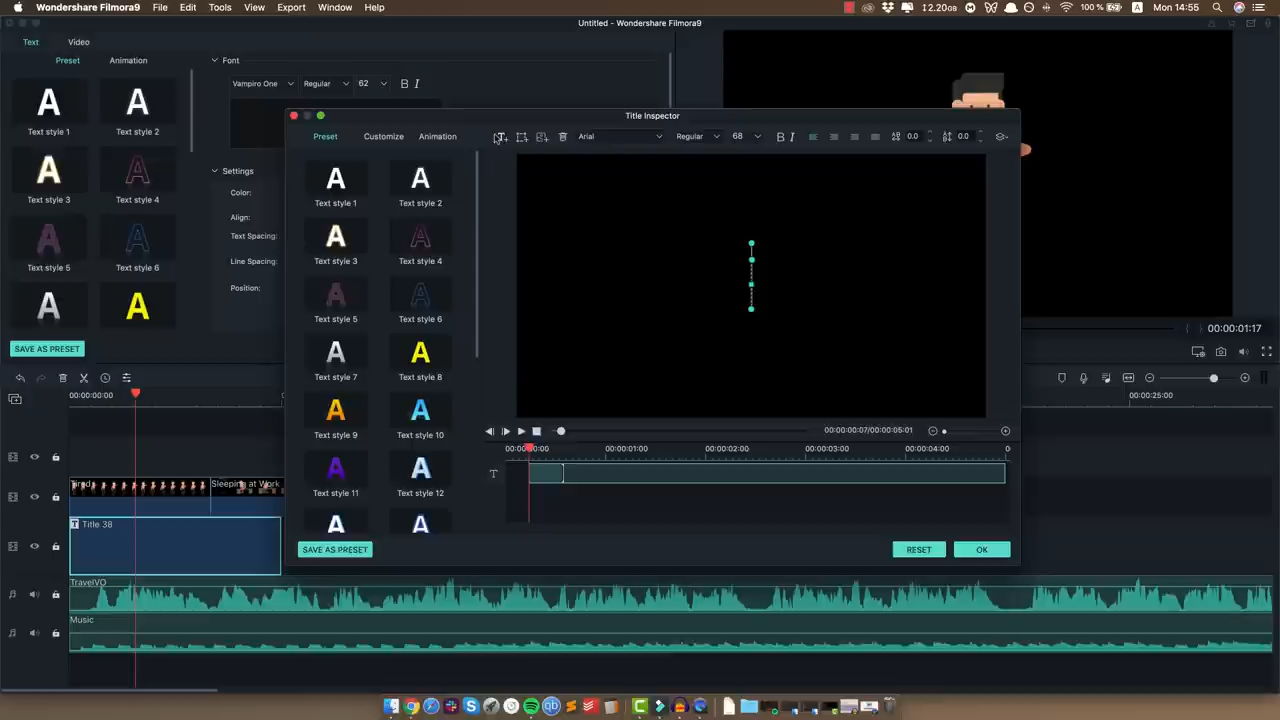 Wondershare Filmora9 File Edit Tools View Export Window Help
12.20GB 100 % A Mon 14:55
Untitled - Wondershare Filmora9
Text Video
Preset Animation
Font
Vampiro One Regular 62 B I
Text style 1 Text style 2
Text style 3 Text style 4
Text style 5 Text style 6
Settings
Color:
Align:
Text Spacing:
Line Spacing:
Position:
SAVE AS PRESET
Title Inspector
Preset Customize Animation
Arial Regular 68 B I 0.0 0.0
Text style 1 Text style 2
Text style 3 Text style 4
Text style 5 Text style 6
Text style 7 Text style 8
Text style 9 Text style 10
Text style 11 Text style 12
00:00:00:07/00:00:05:01
00:00:01:00 00:00:02:00 00:00:03:00 00:00:04:00
T
SAVE AS PRESET RESET OK
00:00:01:17
00:00:00:00 00:00:25:00
Tired Sleeping at Work
T Title 38
TravelVO
Music